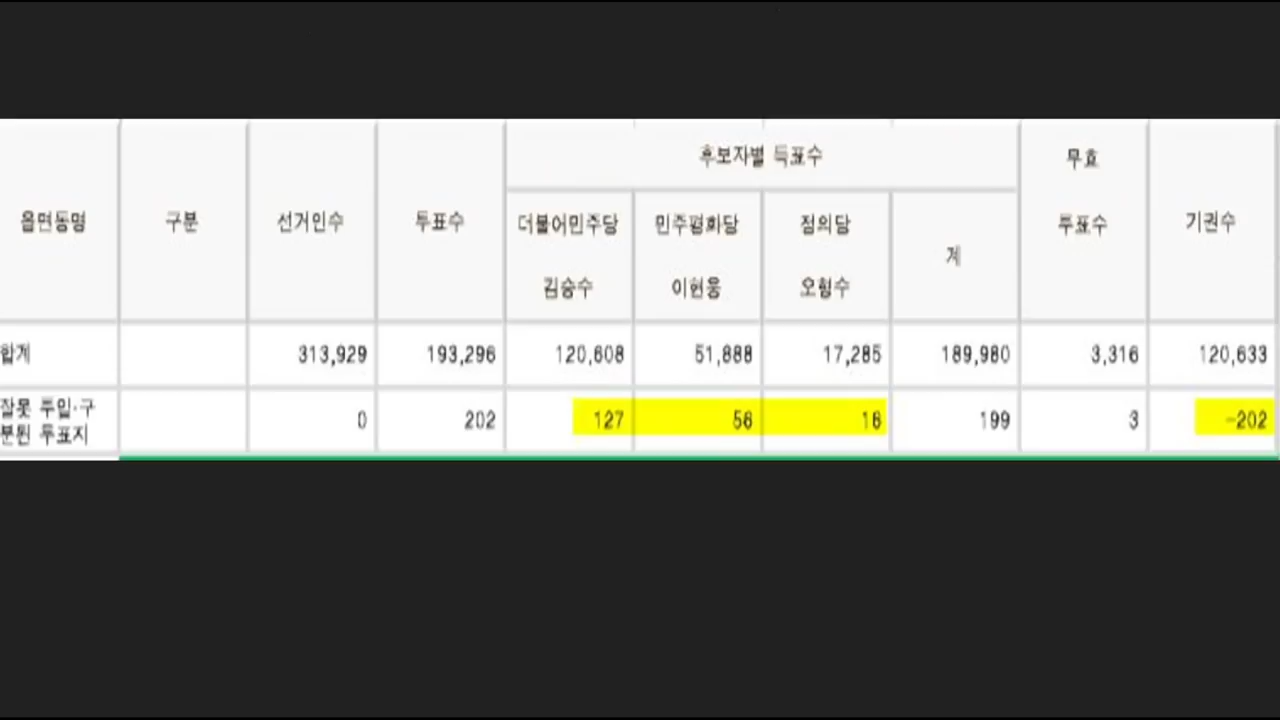 후보자별 득표수
무효
읍면동명 구분 선거인수 투표수 더불어민주당 민주평화당 정의당 계 투표수 기권수
김승수 이현웅 오형수
합계 313,929 193,296 120,608 51,888 17,285 189,980 3,316 120,633
잘못 투입·구 0 202 127 56 16 199 3 -202
분된 투표지